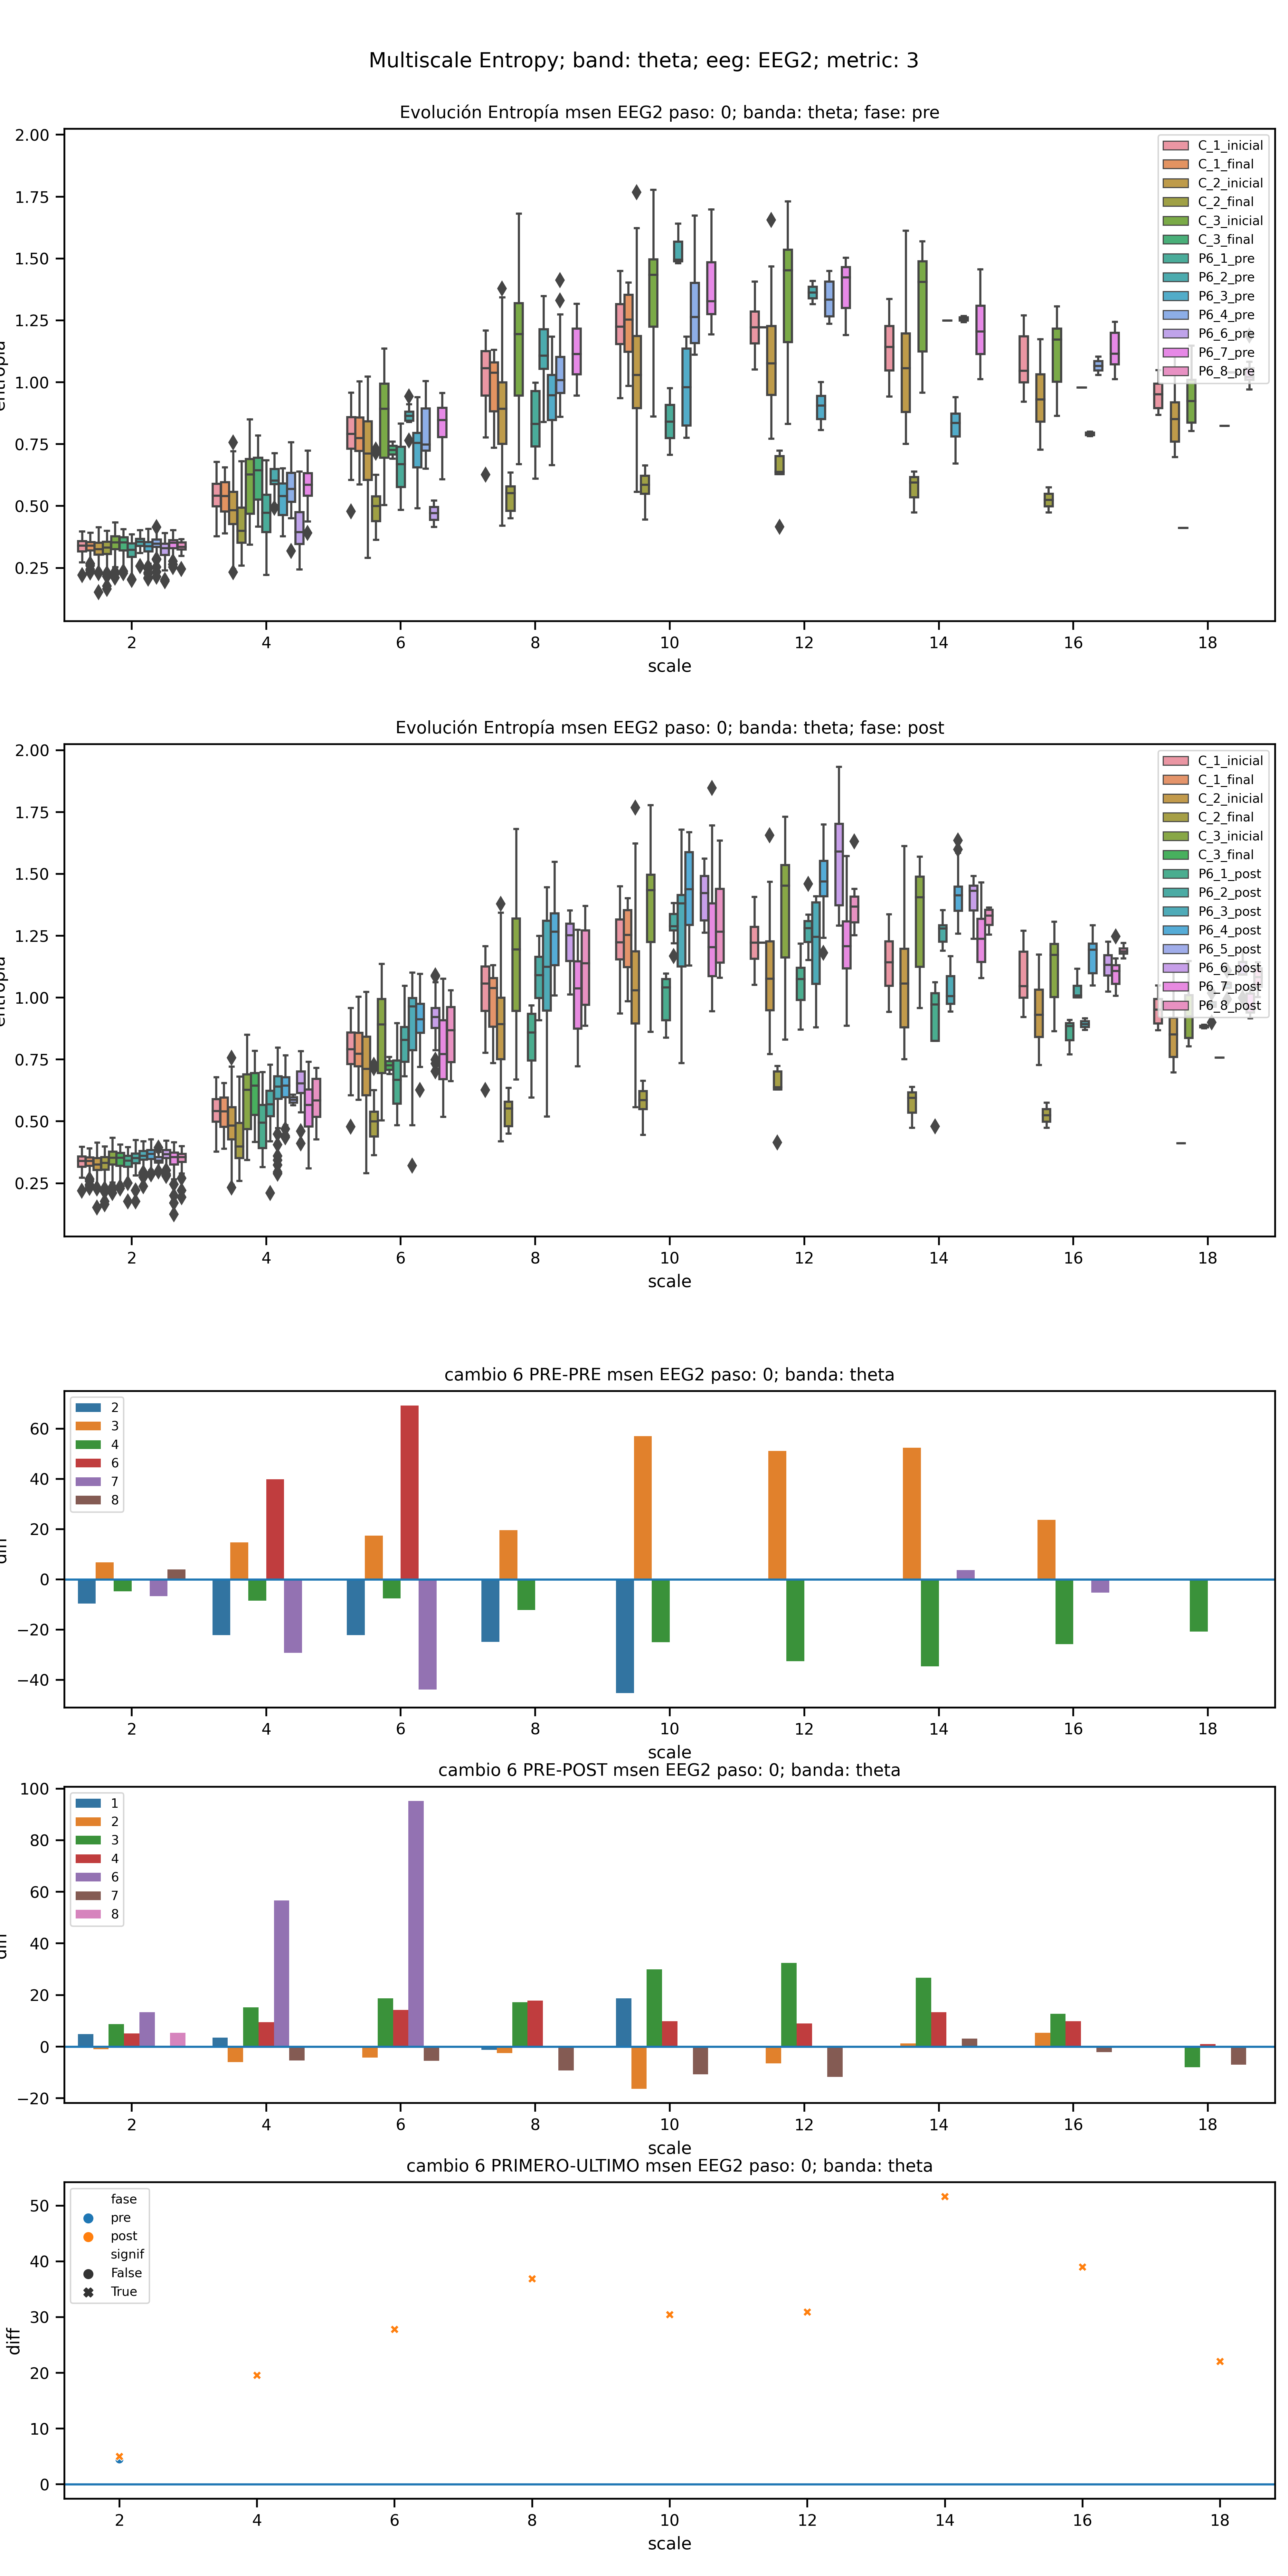 Multiscale Entropy; band: theta; eeg: EEG2; metric: 3
Evolución Entropía msen EEG2 paso: 0; banda: theta; fase: pre
2.00
1.75
1.50
1.25
1.00
0.75
0.50
0.25
C_1_inicial
C_1_final
C_2_inicial
C_2_final
C_3_inicial
C_3_final
P6_1_pre
P6_2_pre
P6_3_pre
P6_4_pre
P6_6_pre
P6_7_pre
P6_8_pre
2 4 6 8 10 12 14 16 18
scale
Evolución Entropía msen EEG2 paso: 0; banda: theta; fase: post
2.00
1.75
1.50
1.25
1.00
0.75
0.50
0.25
C_1_inicial
C_1_final
C_2_inicial
C_2_final
C_3_inicial
C_3_final
P6_1_post
P6_2_post
P6_3_post
P6_4_post
P6_5_post
P6_6_post
P6_7_post
P6_8_post
2 4 6 8 10 12 14 16 18
scale
cambio 6 PRE-PRE msen EEG2 paso: 0; banda: theta
60
40
20
0
−20
−40
2
3
4
6
7
8
2 4 6 8 10 12 14 16 18
scale
cambio 6 PRE-POST msen EEG2 paso: 0; banda: theta
100
80
60
40
20
0
−20
1
2
3
4
6
7
8
2 4 6 8 10 12 14 16 18
scale
cambio 6 PRIMERO-ULTIMO msen EEG2 paso: 0; banda: theta
50
40
30
20
10
0
diff
fase
pre
post
signif
False
True
2 4 6 8 10 12 14 16 18
scale